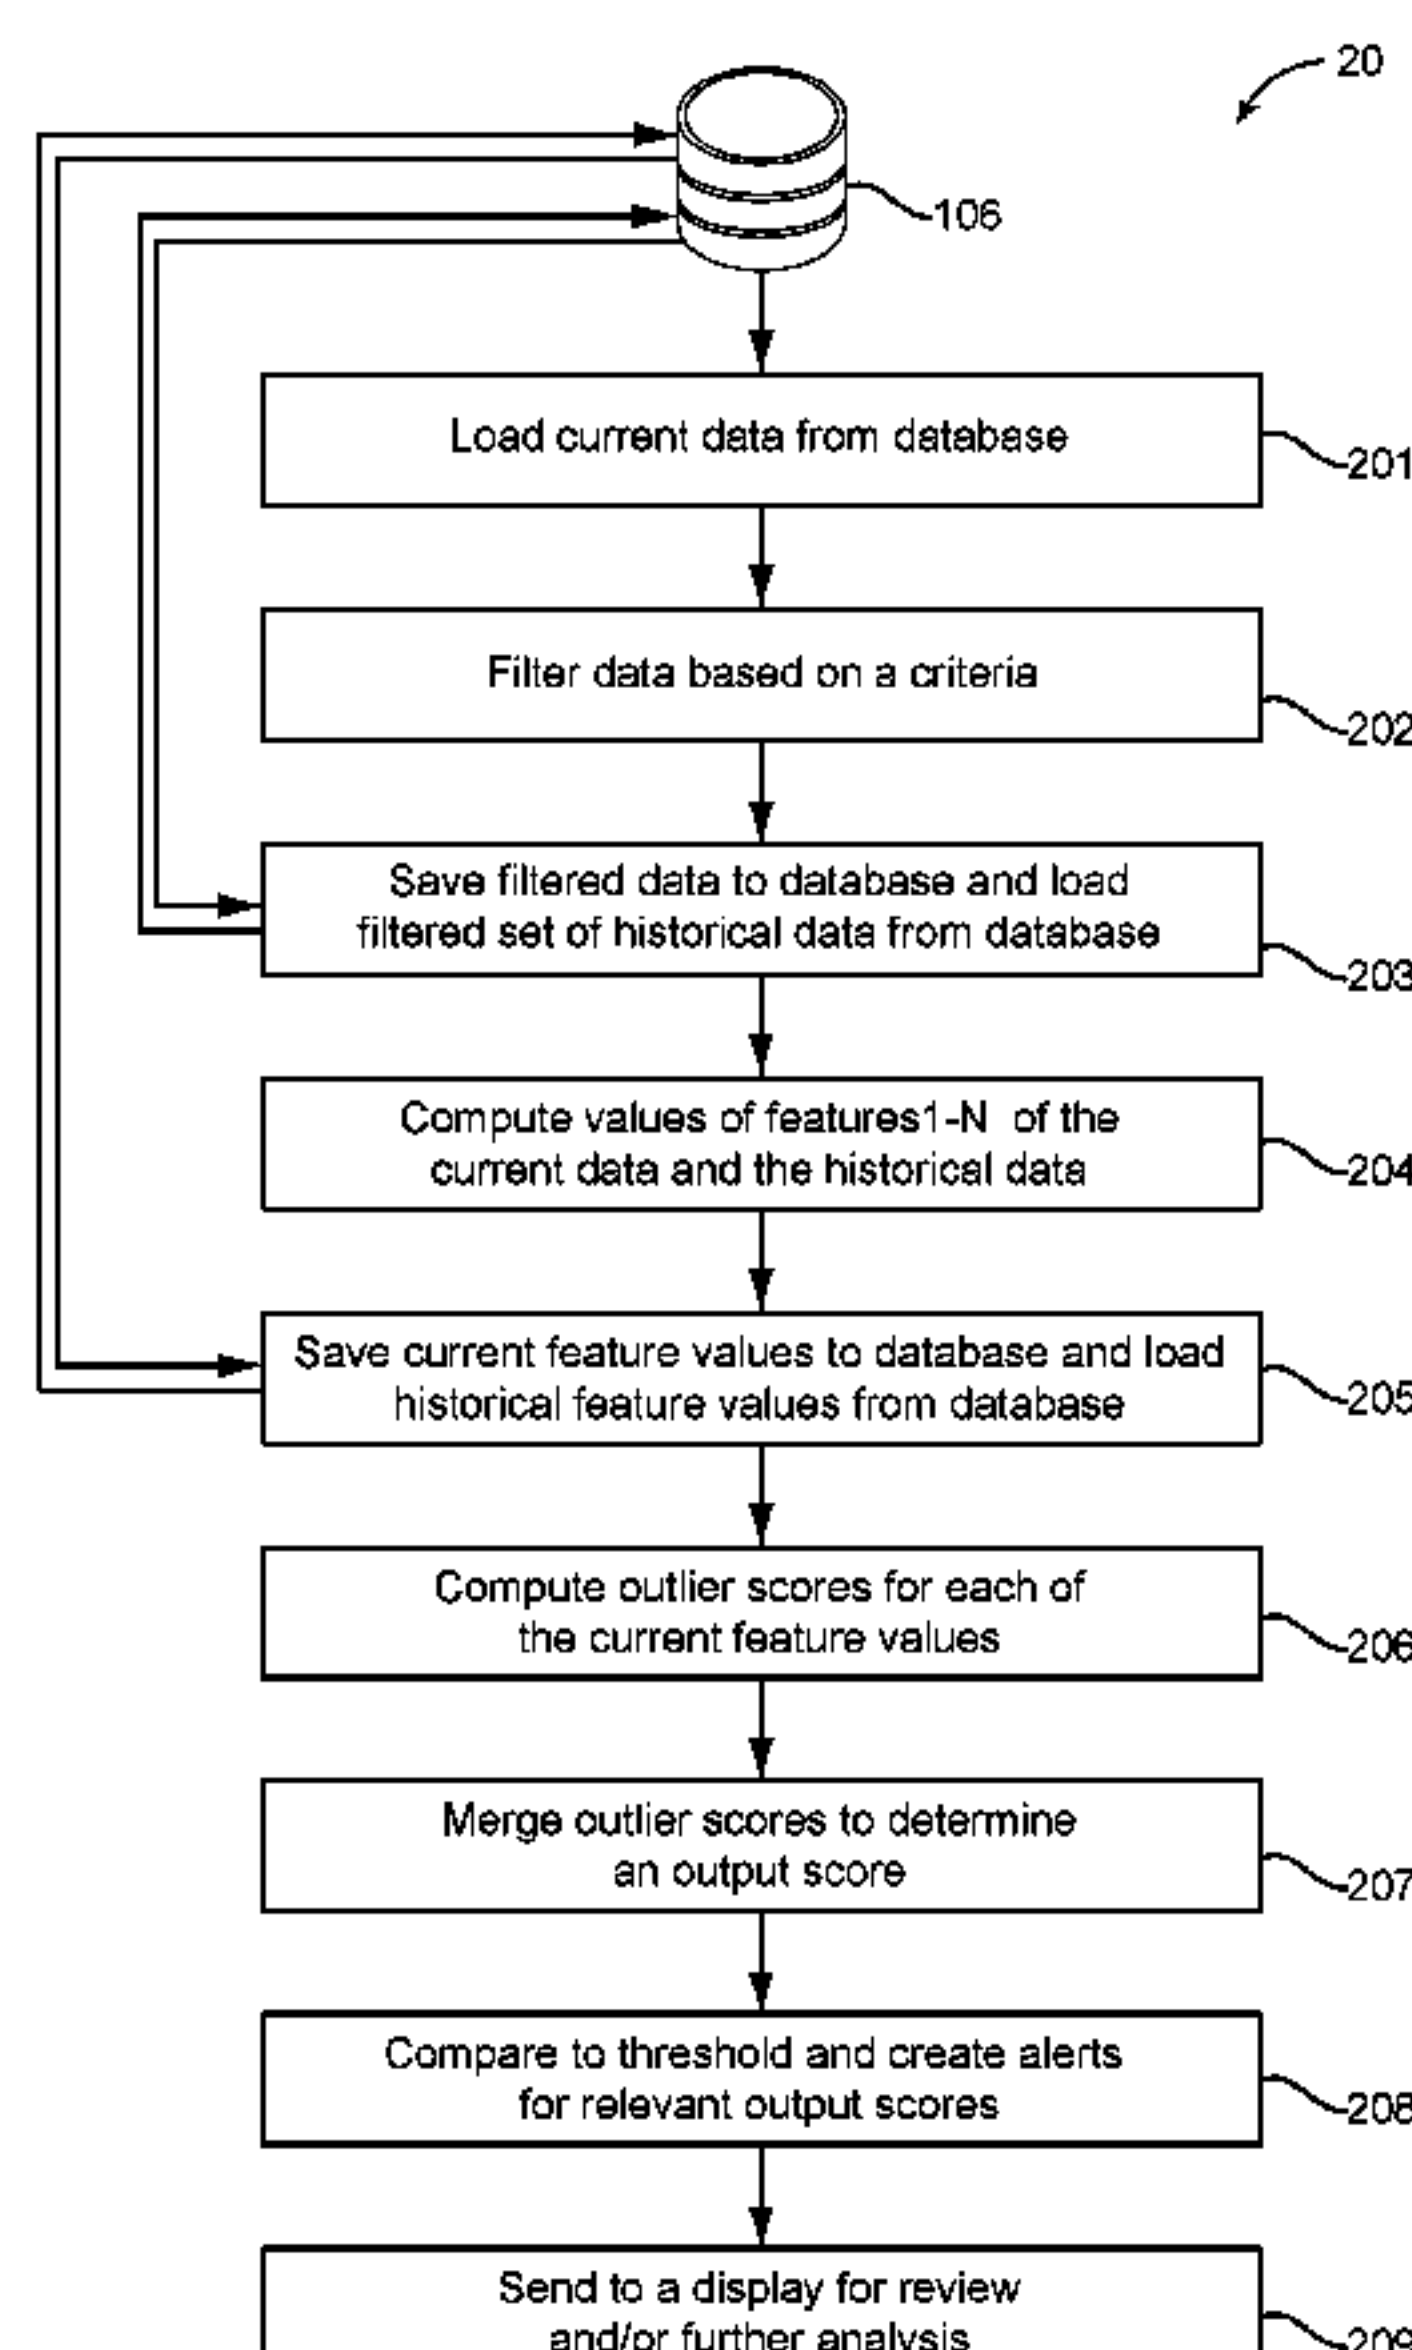 20
106
Load current data from database
201
Filter data based on a criteria
202
Save filtered data to database and load
filtered set of historical data from database
203
Compute values of features1-N of the
current data and the historical data
204
Save current feature values to database and load
historical feature values from database
205
Compute outlier scores for each of
the current feature values
206
Merge outlier scores to determine
an output score
207
Compare to threshold and create alerts
for relevant output scores
208
Send to a display for review
and/or further analysis
209